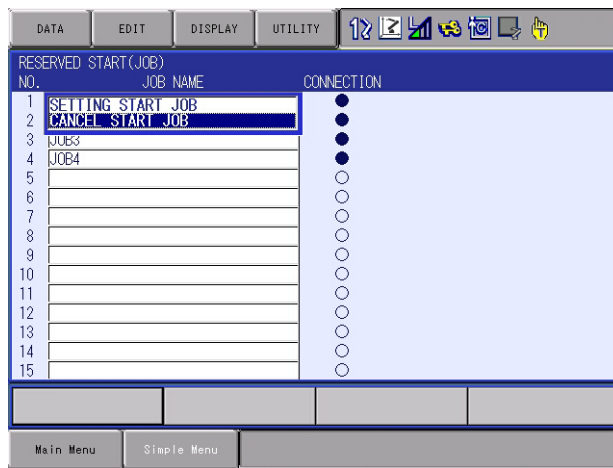 DATA EDIT DISPLAY UTILITY
RESERVED START(JOB)
NO. JOB NAME CONNECTION
1 SETTING START JOB
2 CANCEL START JOB
3 JOB3
4 JOB4
5
6
7
8
9
10
11
12
13
14
15
Main Menu Simple Menu